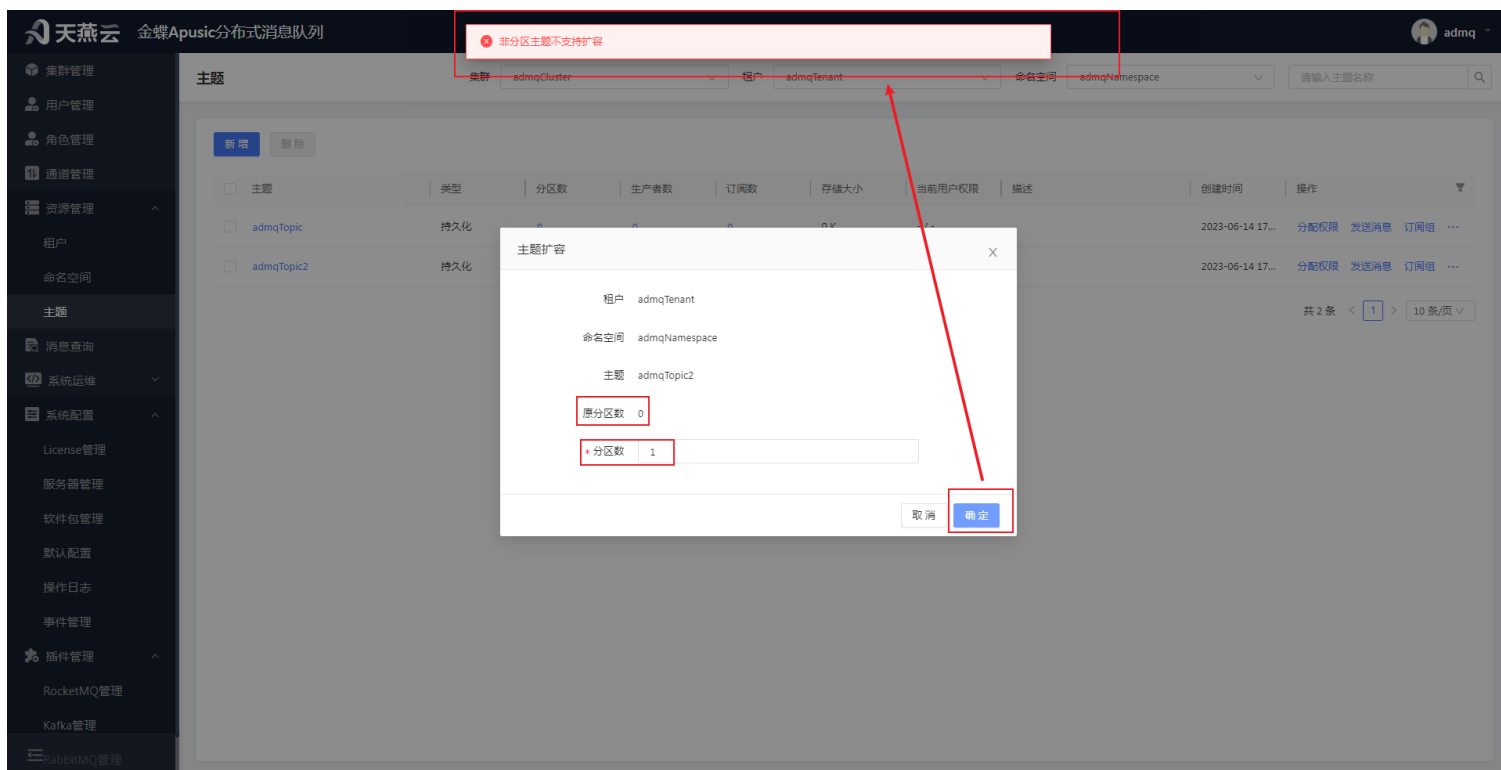 天燕云 金蝶Apusic分布式消息队列
非分区主题不支持扩容
admq
集群管理
用户管理
角色管理
通道管理
资源管理
租户
命名空间
主题
消息查询
系统运维
系统配置
License管理
服务器管理
软件包管理
默认配置
操作日志
事件管理
插件管理
RocketMQ管理
Kafka管理
RabbitMQ管理
主题 集群 admqCluster 租户 admqTenant 命名空间 admqNamespace 请输入主题名称
新增 删除
主题 类型 分区数 生产者数 订阅数 存储大小 当前用户权限 描述 创建时间 操作
admqTopic 持久化 0 0 0 0 K - / - 2023-06-14 17... 分配权限 发送消息 订阅组 ...
admqTopic2 持久化 2023-06-14 17... 分配权限 发送消息 订阅组 ...
共 2 条 < 1 > 10 条/页
主题扩容
租户 admqTenant
命名空间 admqNamespace
主题 admqTopic2
原分区数 0
* 分区数 1
取消 确定